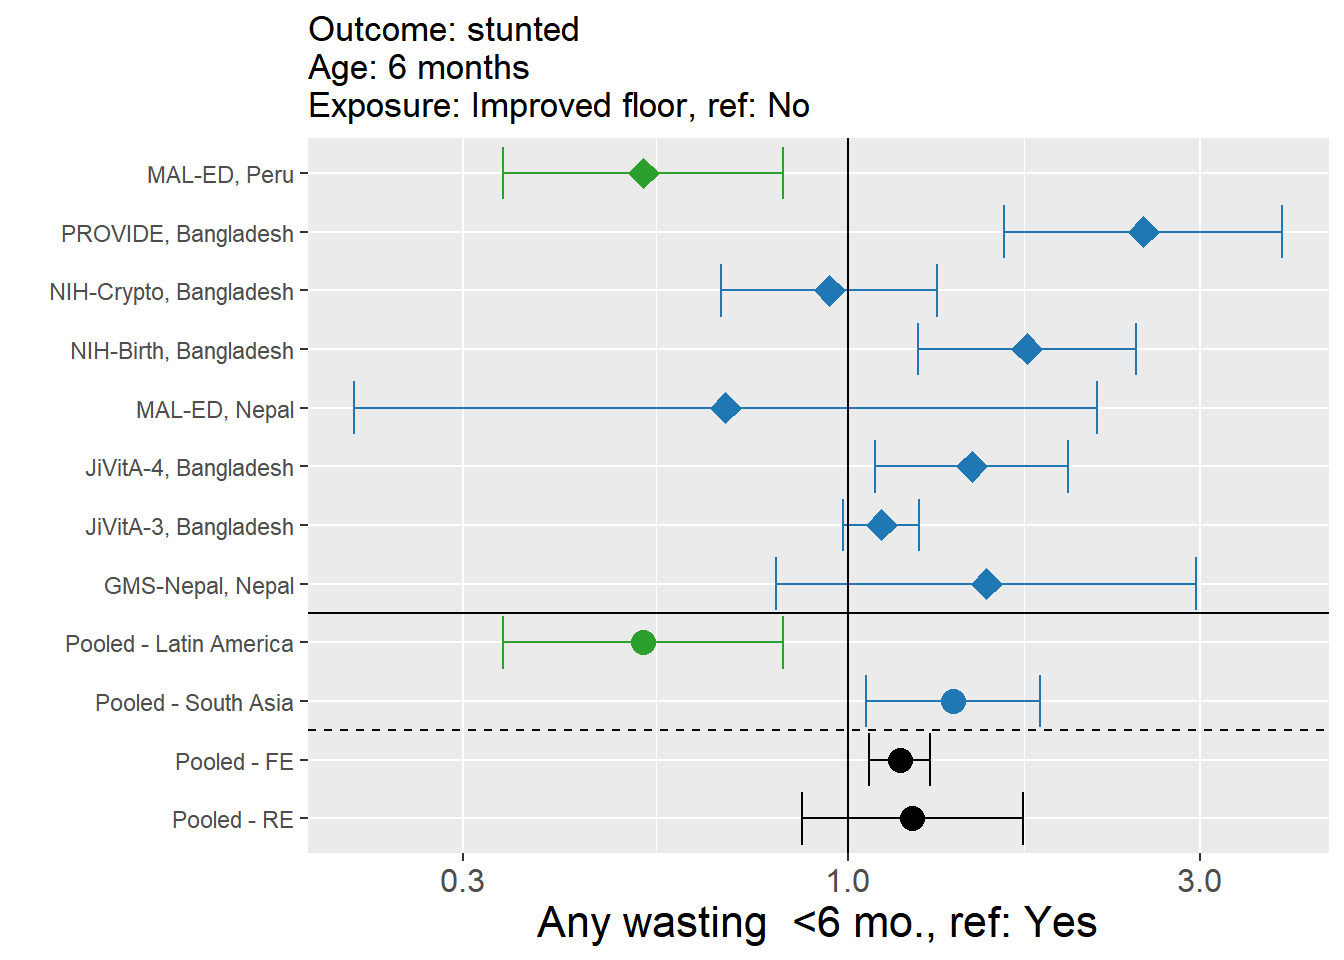 Outcome: stunted
Age: 6 months
Exposure: Improved floor, ref: No
MAL-ED, Peru
PROVIDE, Bangladesh
NIH-Crypto, Bangladesh
NIH-Birth, Bangladesh
MAL-ED, Nepal
JiVitA-4, Bangladesh
JiVitA-3, Bangladesh
GMS-Nepal, Nepal
Pooled - Latin America
Pooled - South Asia
Pooled - FE
Pooled - RE
0.3 1.0 3.0
Any wasting  <6 mo., ref: Yes